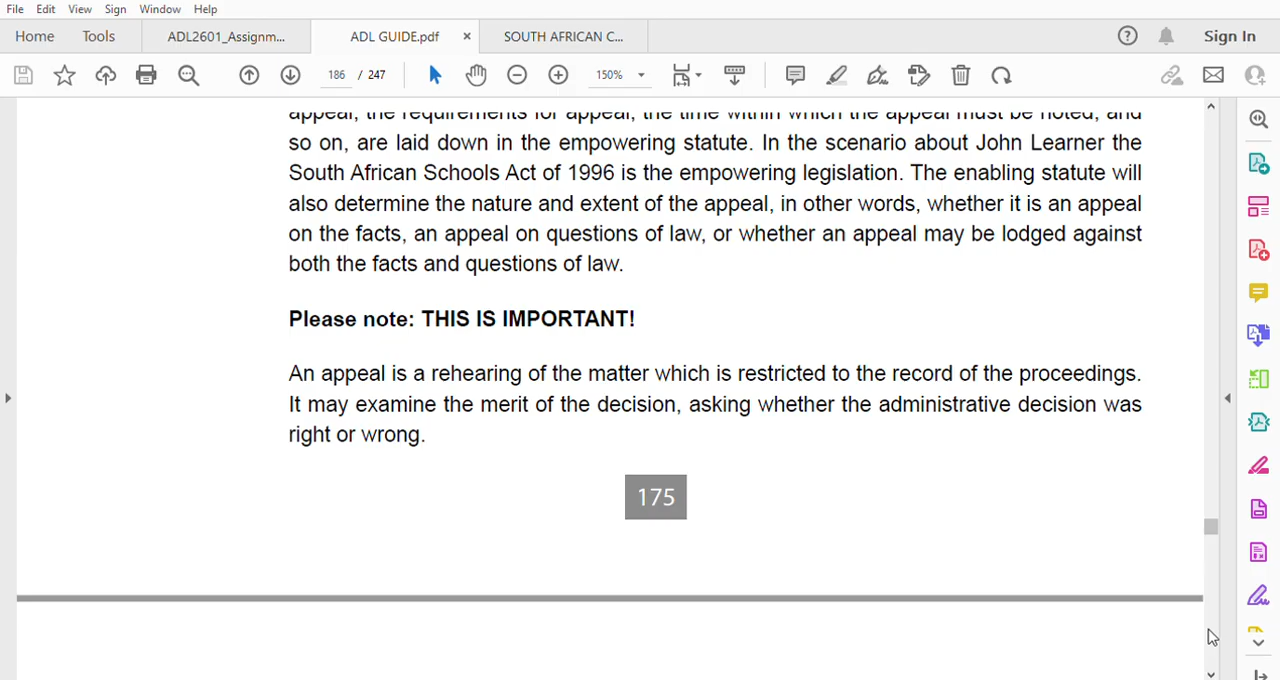 File Edit View Sign Window Help
Home Tools ADL2601_Assignm... ADL GUIDE.pdf × SOUTH AFRICAN C... Sign In
186 / 247 150%
appeal, the requirements for appeal, the time within which the appeal must be noted, and
so on, are laid down in the empowering statute. In the scenario about John Learner the
South African Schools Act of 1996 is the empowering legislation. The enabling statute will
also determine the nature and extent of the appeal, in other words, whether it is an appeal
on the facts, an appeal on questions of law, or whether an appeal may be lodged against
both the facts and questions of law.
Please note: THIS IS IMPORTANT!
An appeal is a rehearing of the matter which is restricted to the record of the proceedings.
It may examine the merit of the decision, asking whether the administrative decision was
right or wrong.
175